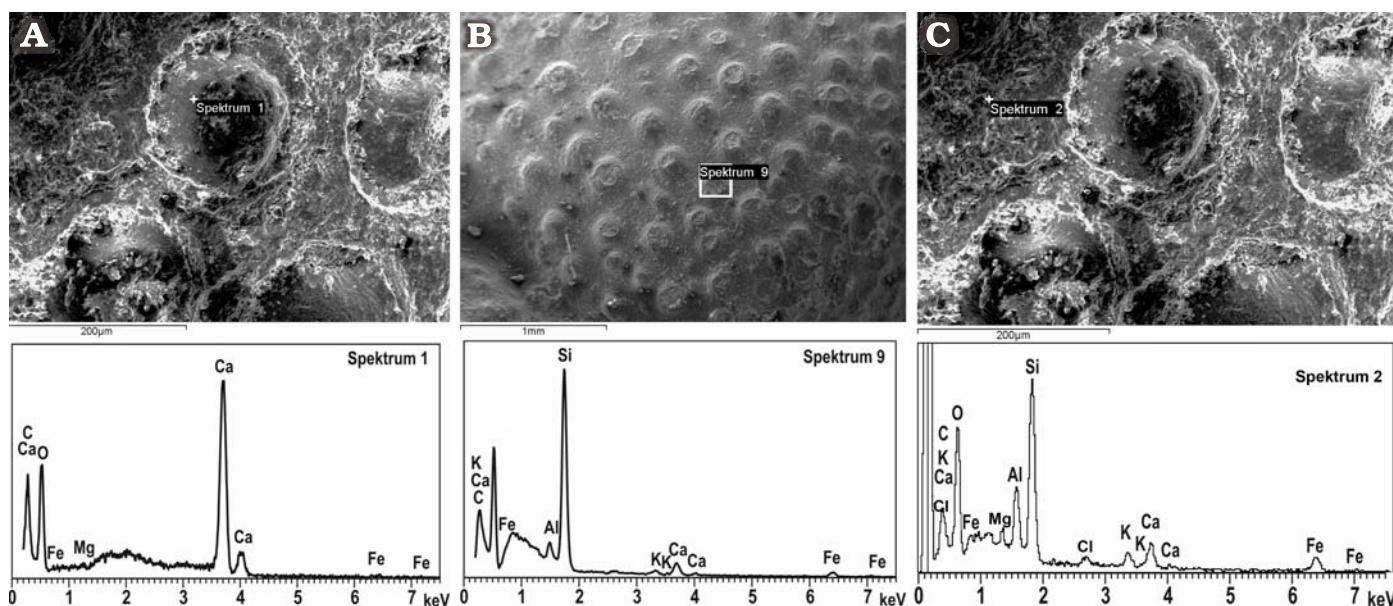 A
Spektrum 1
200µm
B
Spektrum 9
1mm
C
Spektrum 2
200µm
Spektrum 1
Ca
C
Ca O
Fe Mg
Ca
Fe Fe
0 1 2 3 4 5 6 7 keV
Spektrum 9
Si
K
Ca
C
Fe
Al
K K Ca Ca
Fe Fe
0 1 2 3 4 5 6 7 keV
Spektrum 2
Si
O
C
K
Ca
Cl
Fe Mg
Al
Cl
K K Ca
Ca
Fe
Fe
0 1 2 3 4 5 6 7 keV